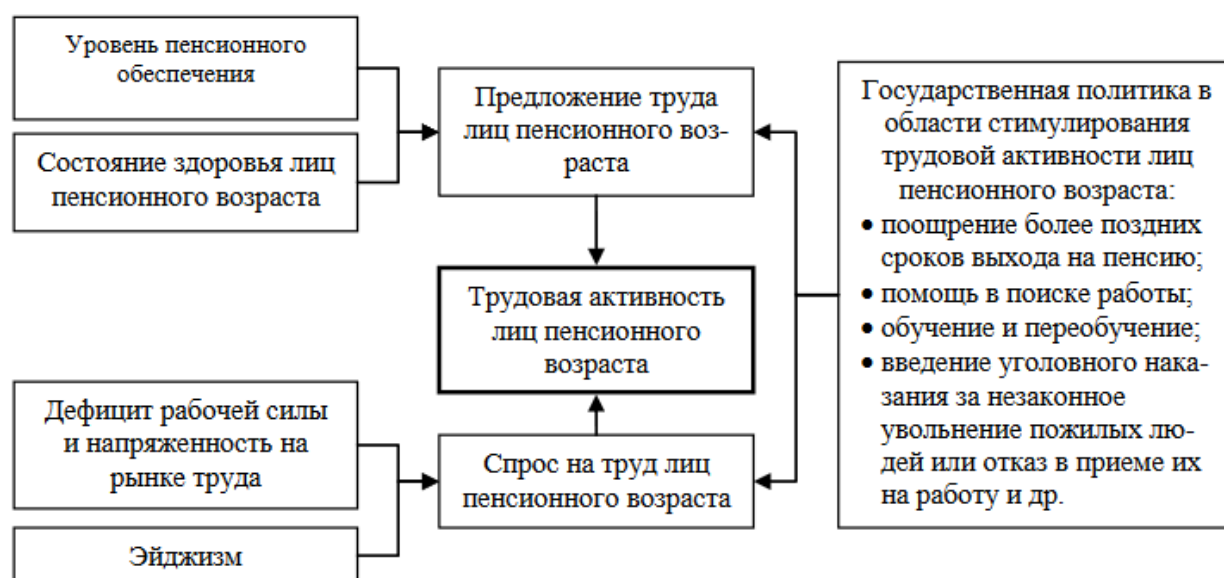 Уровень пенсионного
обеспечения
Состояние здоровья лиц
пенсионного возраста
Предложение труда
лиц пенсионного воз-
раста
Трудовая активность
лиц пенсионного
возраста
Дефицит рабочей силы
и напряженность на
рынке труда
Эйджизм
Спрос на труд лиц
пенсионного возраста
Государственная политика в
области стимулирования
трудовой активности лиц
пенсионного возраста:
• поощрение более поздних
сроков выхода на пенсию;
• помощь в поиске работы;
• обучение и переобучение;
• введение уголовного нака-
зания за незаконное
увольнение пожилых лю-
дей или отказ в приеме их
на работу и др.